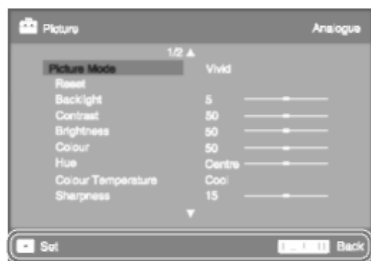 Picture Analogue
1/2
Picture Mode Vivid
Reset
Backlight 5
Contrast 50
Brightness 50
Colour 50
Hue Centre
Colour Temperature Cool
Sharpness 15
Set Back